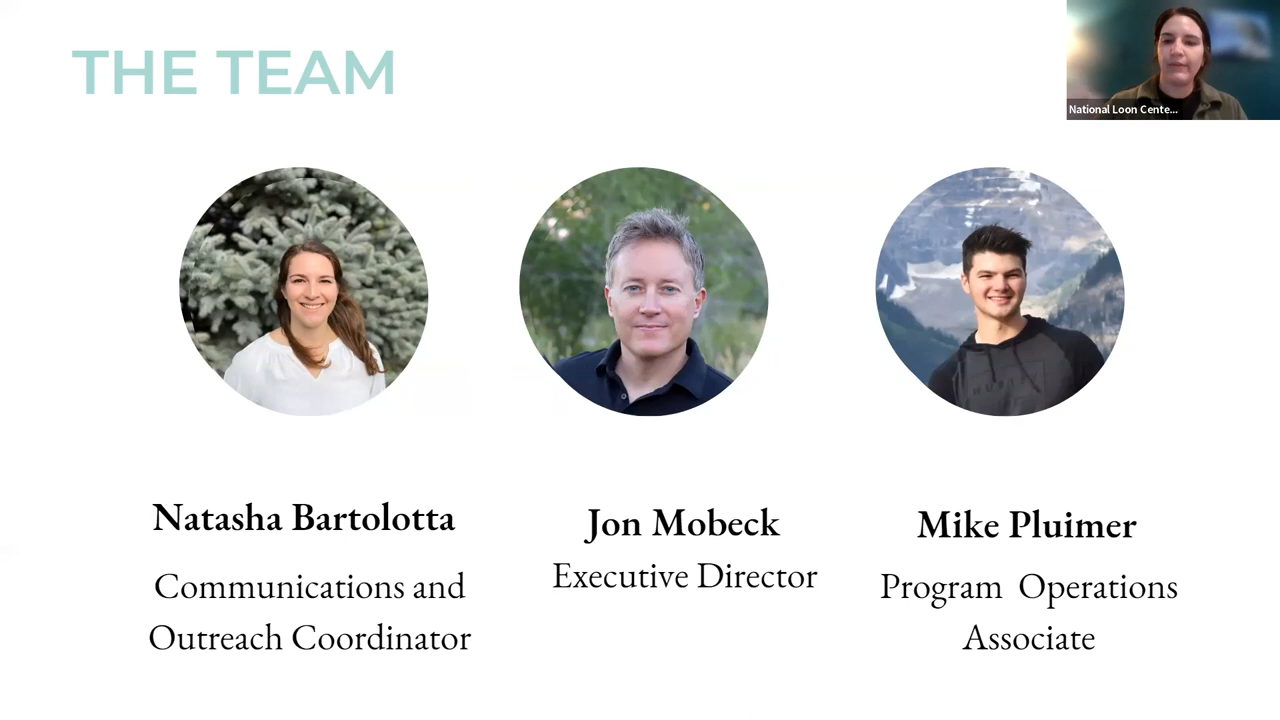 THE TEAM
National Loon Cente...
Natasha Bartolotta
Communications and
Outreach Coordinator
Jon Mobeck
Executive Director
Mike Pluimer
Program Operations
Associate